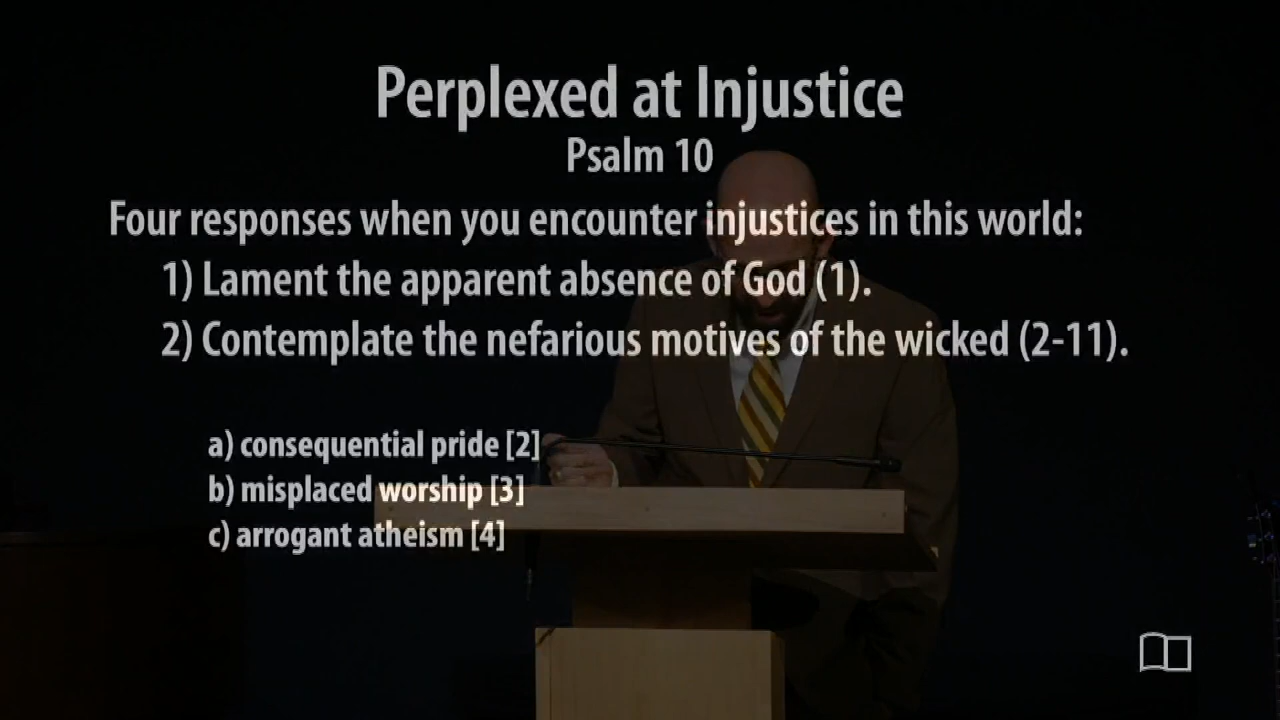 Perplexed at Injustice
Psalm 10
Four responses when you encounter injustices in this world:
1) Lament the apparent absence of God (1).
2) Contemplate the nefarious motives of the wicked (2-11).
a) consequential pride [2]
b) misplaced worship [3]
c) arrogant atheism [4]